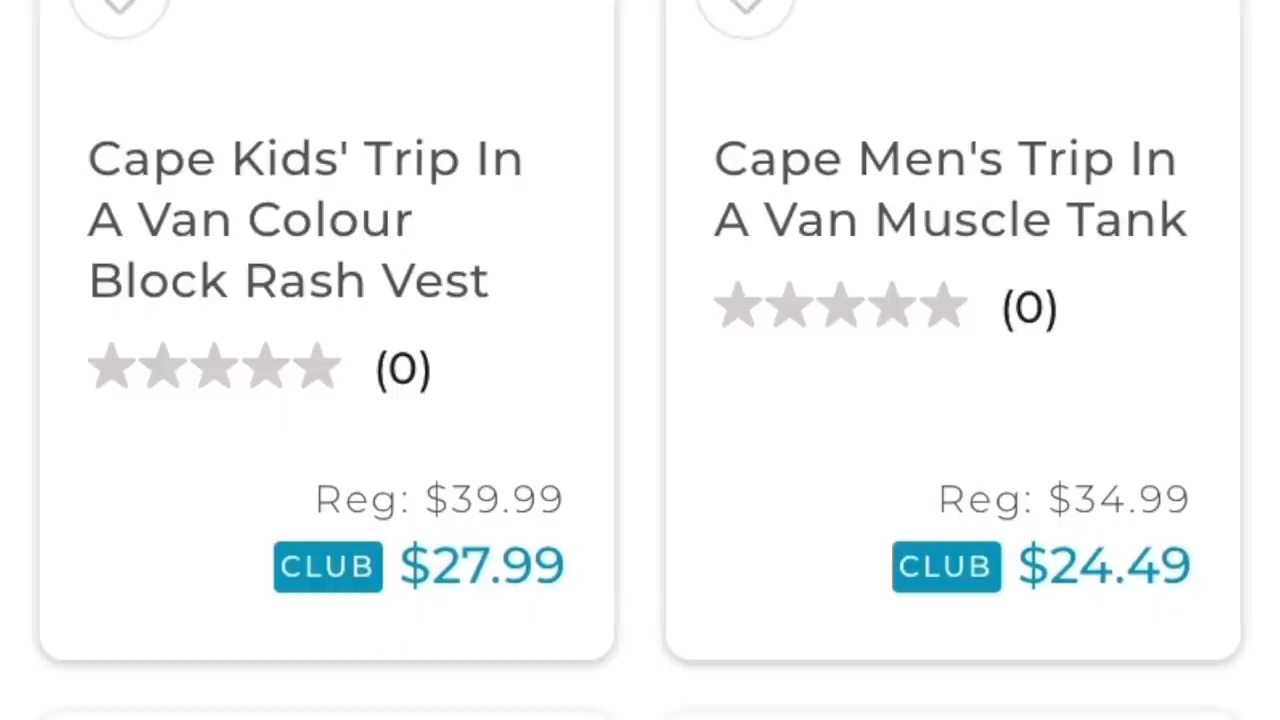 Cape Kids' Trip In
A Van Colour
Block Rash Vest
(0)
Reg: $39.99
CLUB $27.99
Cape Men's Trip In
A Van Muscle Tank
(0)
Reg: $34.99
CLUB $24.49